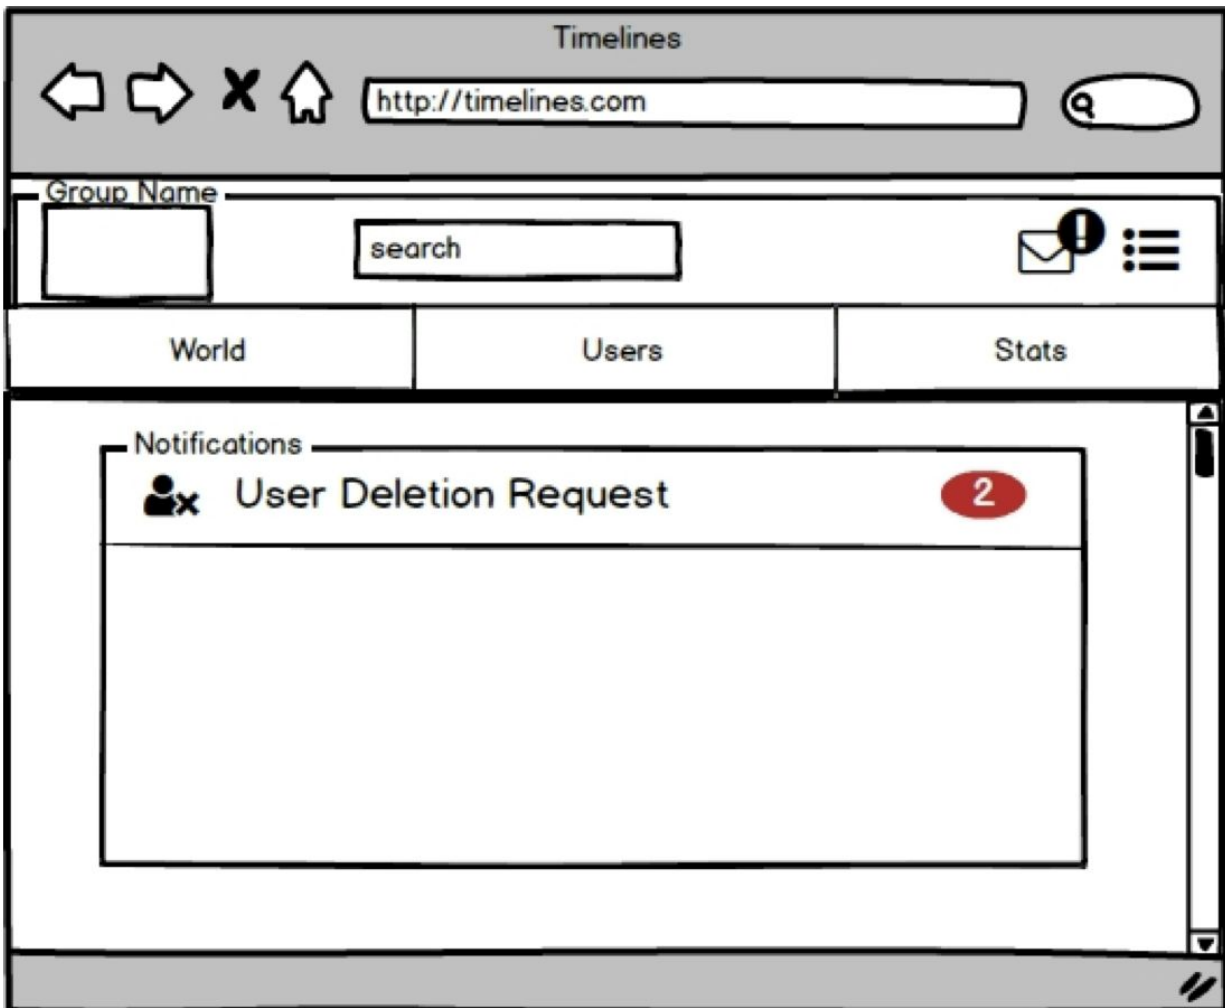 Timelines
http://timelines.com
Group Name
search
World
Users
Stats
Notifications
User Deletion Request
2